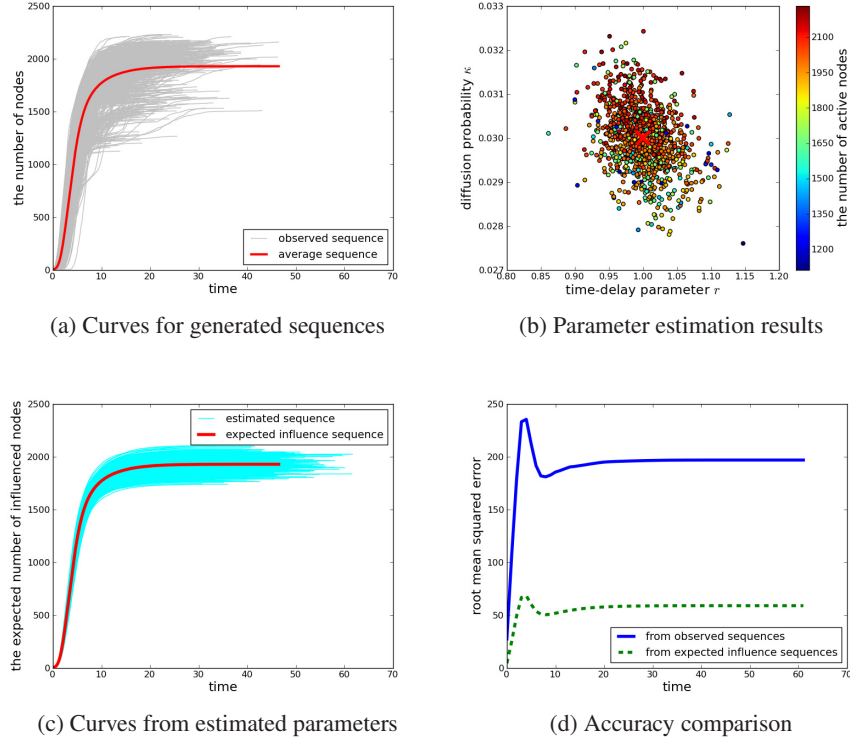 2500
2000
1500
1000
500
0
0 10 20 30 40 50 60 70
the number of nodes
time
observed sequence
average sequence
(a) Curves for generated sequences
0.033
0.032
0.031
0.030
0.029
0.028
0.027
0.80 0.85 0.90 0.95 1.00 1.05 1.10 1.15 1.20
diffusion probability κ
time-delay parameter r
2100
1950
1800
1650
1500
1350
1200
the number of active nodes
(b) Parameter estimation results
2500
2000
1500
1000
500
0
0 10 20 30 40 50 60 70
the expected number of influenced nodes
time
estimated sequence
expected influence sequence
(c) Curves from estimated parameters
250
200
150
100
50
0
0 10 20 30 40 50 60 70
root mean squared error
time
from observed sequences
from expected influence sequences
(d) Accuracy comparison